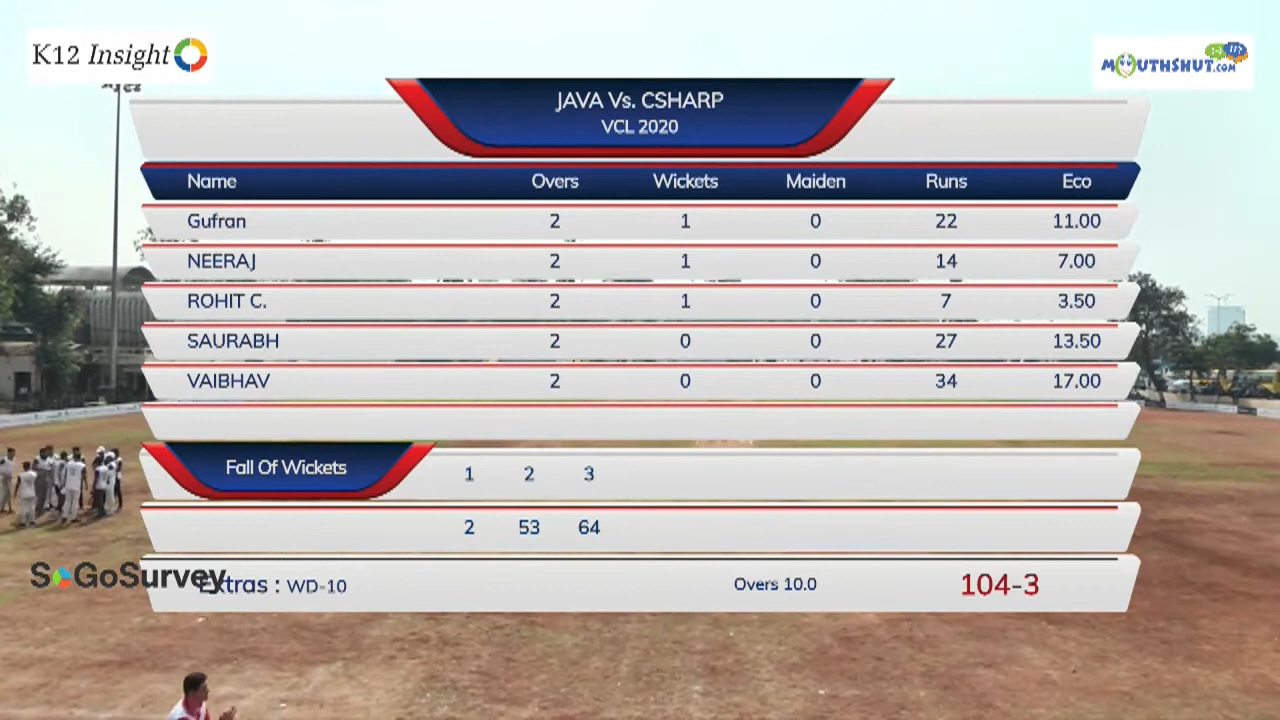 K12 Insight
MOUTHSHUT.COM
JAVA Vs. CSHARP
VCL 2020
Name Overs Wickets Maiden Runs Eco
Gufran 2 1 0 22 11.00
NEERAJ 2 1 0 14 7.00
ROHIT C. 2 1 0 7 3.50
SAURABH 2 0 0 27 13.50
VAIBHAV 2 0 0 34 17.00
Fall Of Wickets 1 2 3
2 53 64
SoGoSurvey
Extras : WD-10 Overs 10.0 104-3